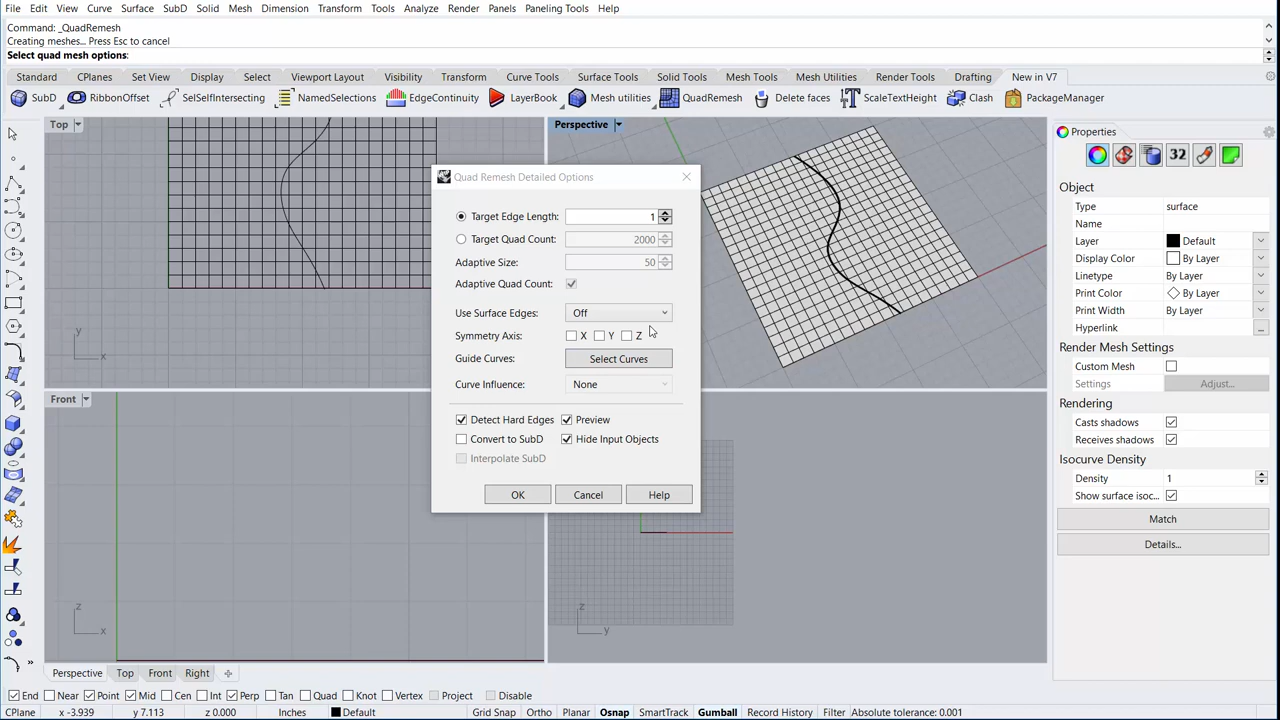 File Edit View Curve Surface SubD Solid Mesh Dimension Transform Tools Analyze Render Panels Paneling Tools Help
Command: _QuadRemesh
Creating meshes... Press Esc to cancel
Select quad mesh options:
Standard CPlanes Set View Display Select Viewport Layout Visibility Transform Curve Tools Surface Tools Solid Tools Mesh Tools Mesh Utilities Render Tools Drafting New in V7
SubD RibbonOffset SelSelfIntersecting NamedSelections EdgeContinuity LayerBook Mesh utilities QuadRemesh Delete faces ScaleTextHeight Clash PackageManager
Top
Perspective
Properties
32
Quad Remesh Detailed Options
Target Edge Length: 1
Target Quad Count: 2000
Adaptive Size: 50
Adaptive Quad Count:
Use Surface Edges: Off
Symmetry Axis: X Y Z
Guide Curves: Select Curves
Curve Influence: None
Detect Hard Edges Preview
Convert to SubD Hide Input Objects
Interpolate SubD
OK Cancel Help
Object
Type surface
Name
Layer Default
Display Color By Layer
Linetype By Layer
Print Color By Layer
Print Width By Layer
Hyperlink ...
Render Mesh Settings
Custom Mesh
Settings Adjust...
Rendering
Casts shadows
Receives shadows
Isocurve Density
Density 1
Show surface isoc...
Match
Details...
y
x
Front
z
x
z
y
Perspective Top Front Right
End Near Point Mid Cen Int Perp Tan Quad Knot Vertex Project Disable
CPlane x -3.939 y 7.113 z 0.000 Inches Default Grid Snap Ortho Planar Osnap SmartTrack Gumball Record History Filter Absolute tolerance: 0.001